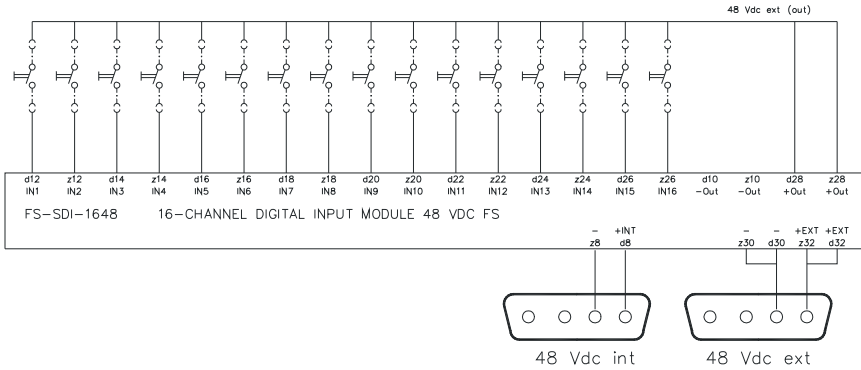 48 Vdc ext (out)
d12 z12 d14 z14 d16 z16 d18 z18 d20 z20 d22 z22 d24 z24 d26 z26 d10 z10 d28 z28
IN1 IN2 IN3 IN4 IN5 IN6 IN7 IN8 IN9 IN10 IN11 IN12 IN13 IN14 IN15 IN16 -Out -Out +Out +Out
FS-SDI-1648 16-CHANNEL DIGITAL INPUT MODULE 48 VDC FS
- +INT - - +EXT +EXT
z8 d8 z30 d30 z32 d32
48 Vdc int 48 Vdc ext